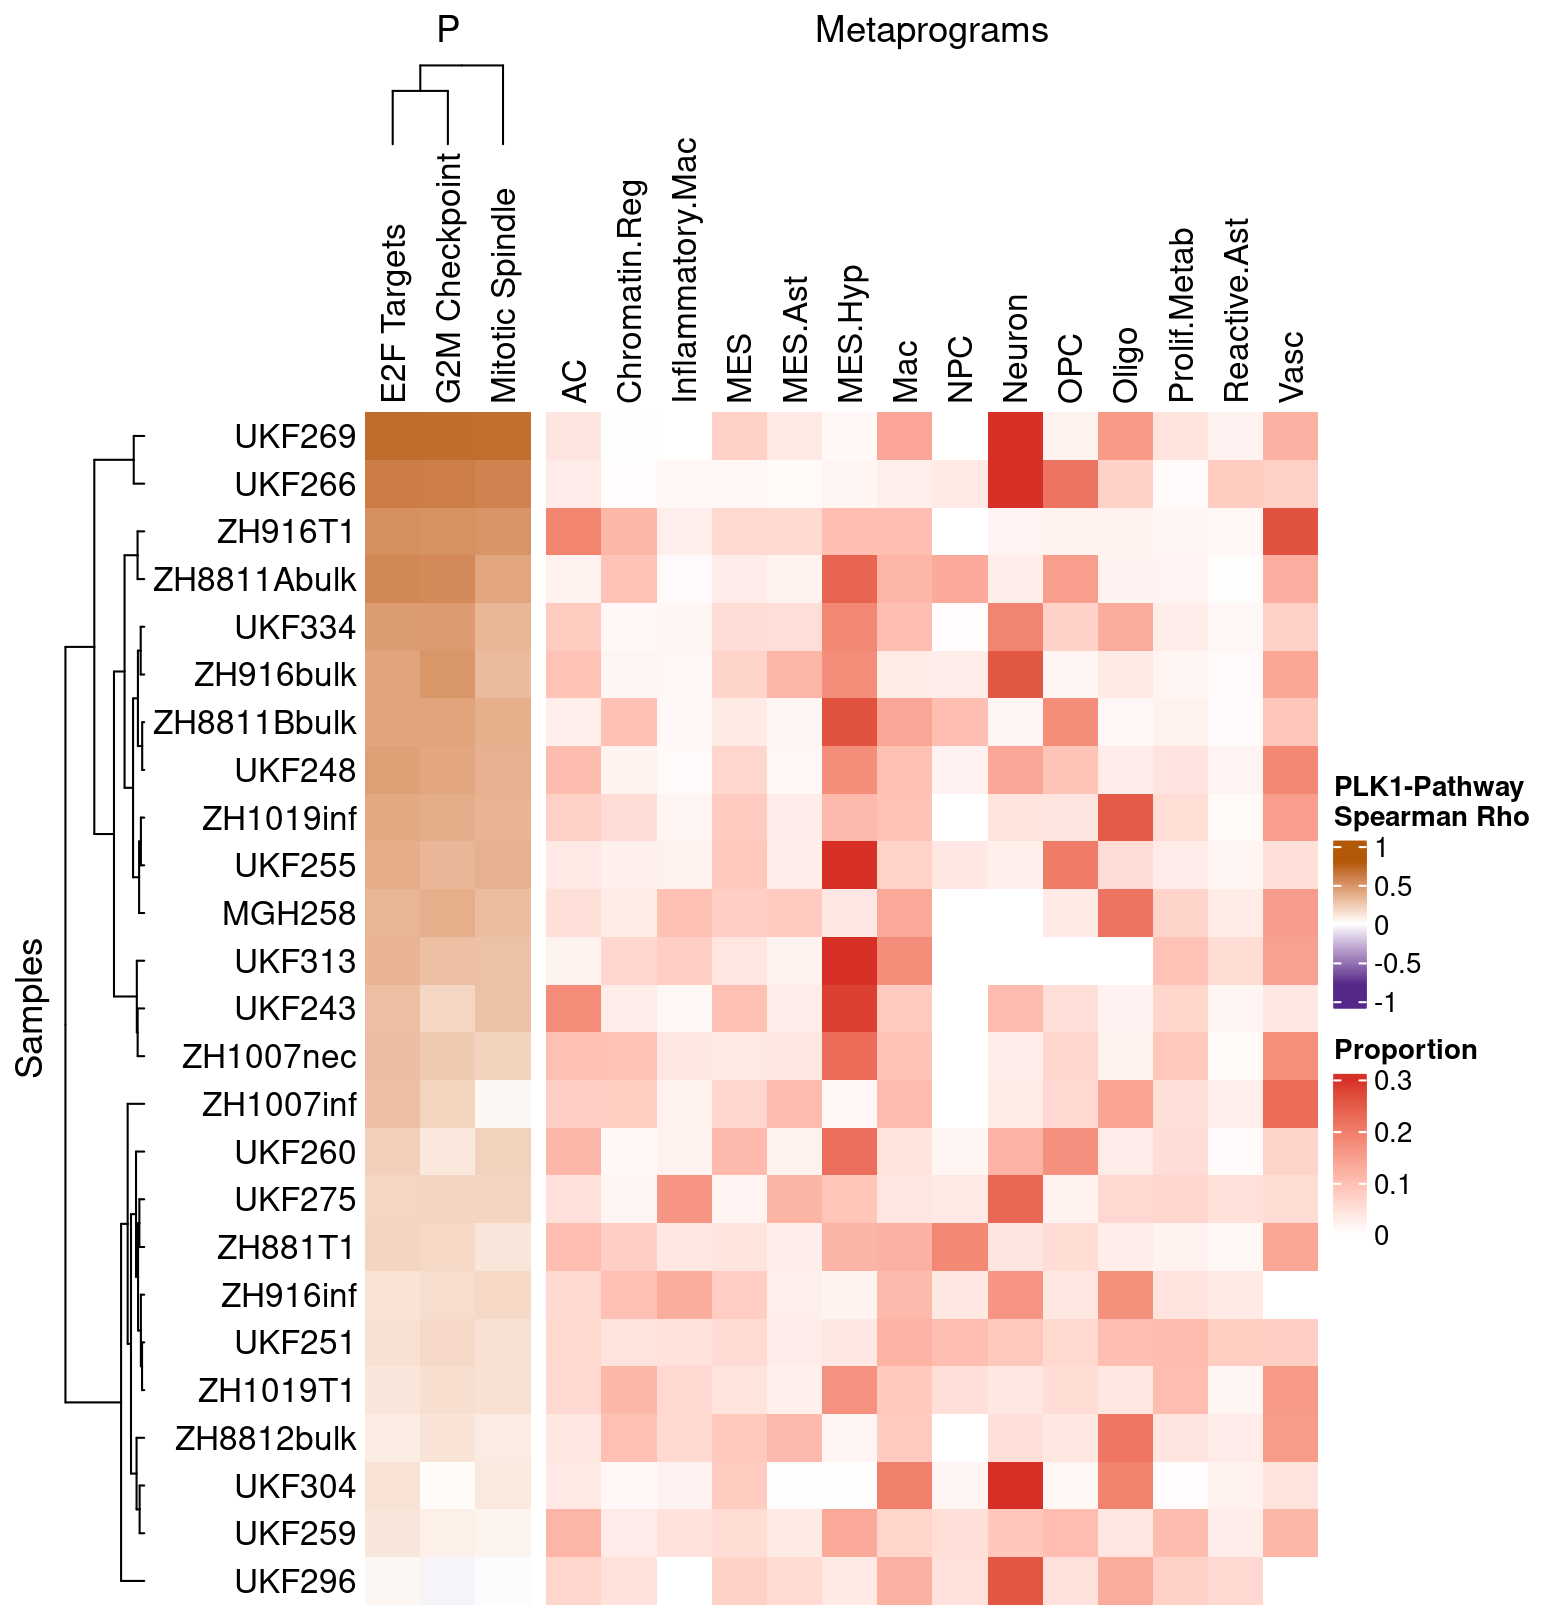 P
Metaprograms
E2F Targets
G2M Checkpoint
Mitotic Spindle
AC
Chromatin.Reg
Inflammatory.Mac
MES
MES.Ast
MES.Hyp
Mac
NPC
Neuron
OPC
Oligo
Prolif.Metab
Reactive.Ast
Vasc
Samples
UKF269
UKF266
ZH916T1
ZH8811Abulk
UKF334
ZH916bulk
ZH8811Bbulk
UKF248
ZH1019inf
UKF255
MGH258
UKF313
UKF243
ZH1007nec
ZH1007inf
UKF260
UKF275
ZH881T1
ZH916inf
UKF251
ZH1019T1
ZH8812bulk
UKF304
UKF259
UKF296
PLK1-Pathway
Spearman Rho
1
0.5
0
-0.5
-1
Proportion
0.3
0.2
0.1
0